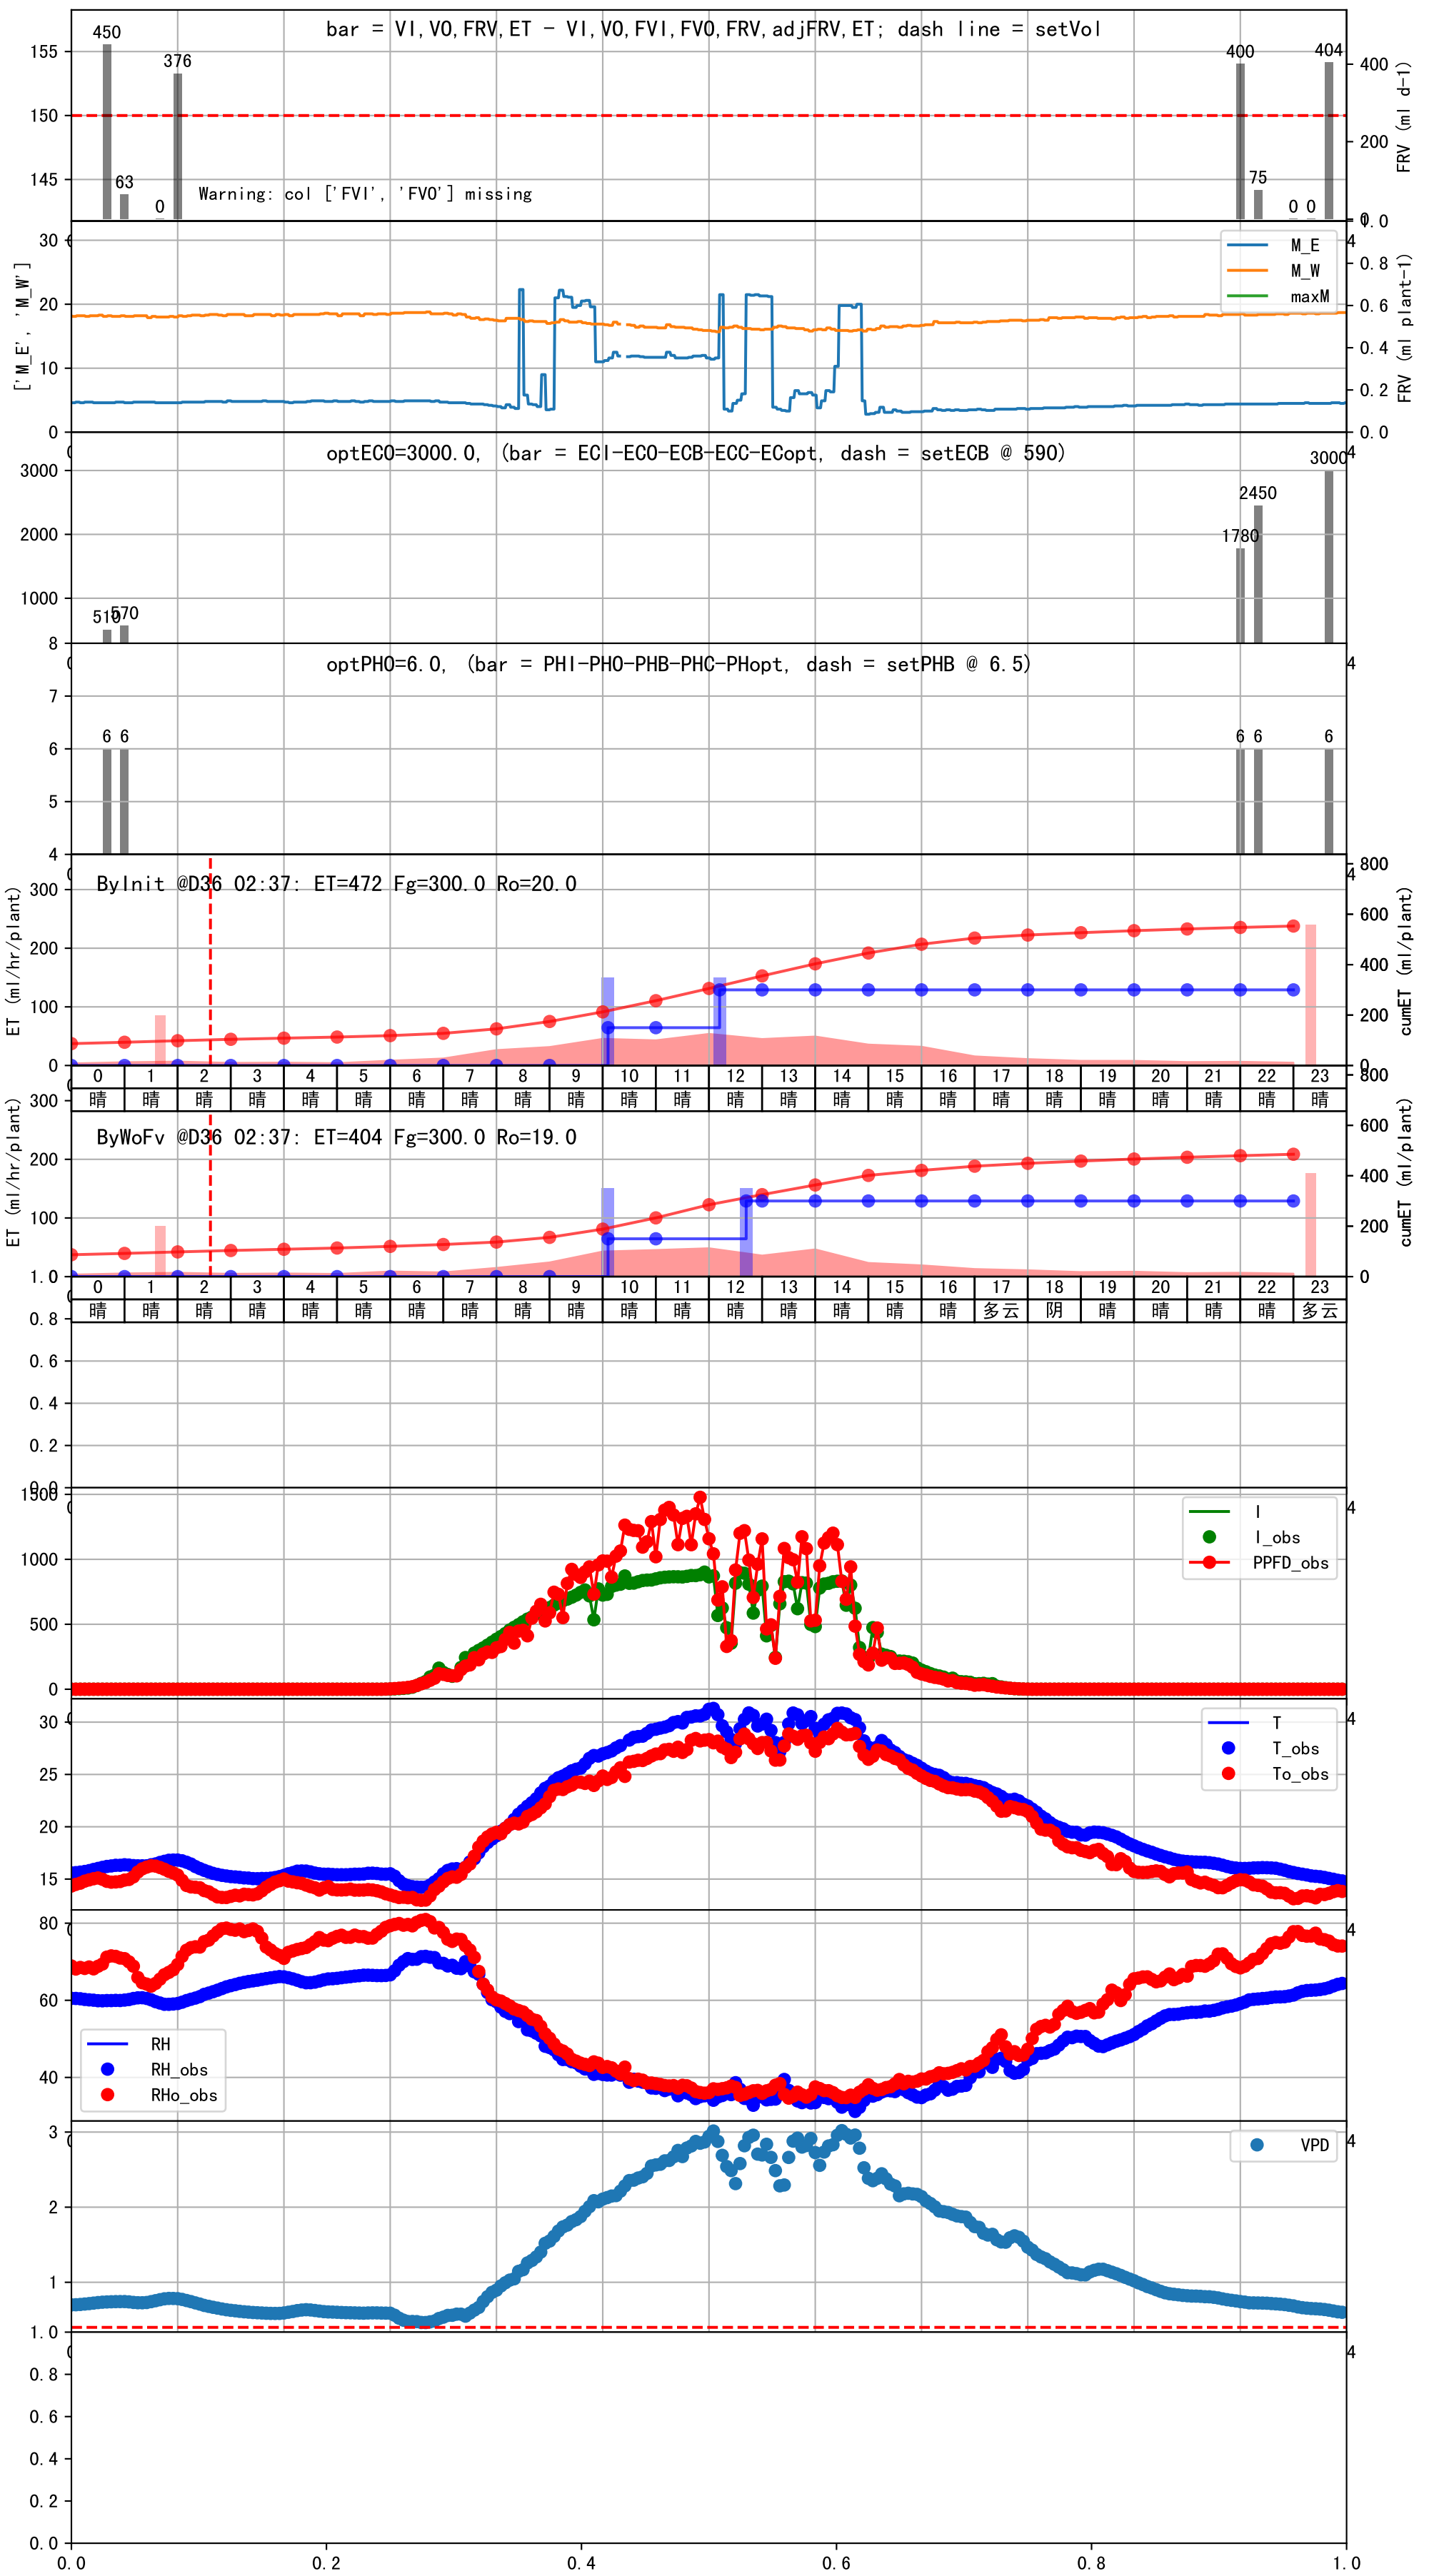 bar = VI,VO,FRV,ET - VI,VO,FVI,FVO,FRV,adjFRV,ET; dash line = setVol
450
63
0
376
400
75
0 0
404
155
150
145
400
200
0
FRV (ml d-1)
Warning: col ['FVI', 'FVO'] missing
['M_E', 'M_W']
30
20
10
0
M_E
M_W
maxM
1.0
0.8
0.6
0.4
0.2
0.0
FRV (ml plant-1)
optECO=3000.0, (bar = ECI-ECO-ECB-ECC-ECopt, dash = setECB @ 590)
3000
2000
1000
510
570
1780
2450
3000
optPHO=6.0, (bar = PHI-PHO-PHB-PHC-PHopt, dash = setPHB @ 6.5)
8
7
6
5
4
6 6
6 6
6
ByInit @D36 02:37: ET=472 Fg=300.0 Ro=20.0
ET (ml/hr/plant)
300
200
100
0
800
600
400
200
0
cumET (ml/plant)
0 1 2 3 4 5 6 7 8 9 10 11 12 13 14 15 16 17 18 19 20 21 22 23
晴 晴 晴 晴 晴 晴 晴 晴 晴 晴 晴 晴 晴 晴 晴 晴 晴 晴 晴 晴 晴 晴 晴 晴
ByWoFv @D36 02:37: ET=404 Fg=300.0 Ro=19.0
ET (ml/hr/plant)
300
200
100
800
600
400
200
0
cumET (ml/plant)
0 1 2 3 4 5 6 7 8 9 10 11 12 13 14 15 16 17 18 19 20 21 22 23
晴 晴 晴 晴 晴 晴 晴 晴 晴 晴 晴 晴 晴 晴 晴 晴 晴 多云 阴 晴 晴 晴 晴 多云
1.0
0.8
0.6
0.4
0.2
0.0
1500
1000
500
0
I
I_obs
PPFD_obs
30
25
20
15
T
T_obs
To_obs
80
60
40
RH
RH_obs
RHo_obs
3
2
1
VPD
1.0
0.8
0.6
0.4
0.2
0.0
0.0 0.2 0.4 0.6 0.8 1.0